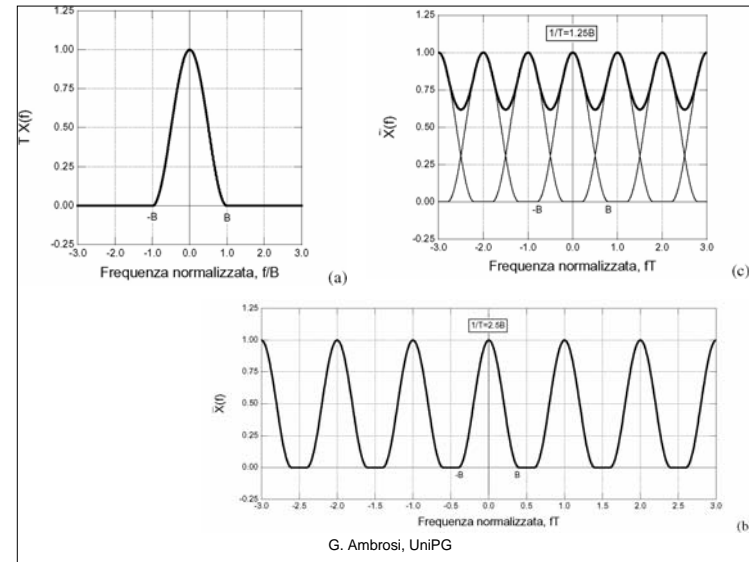 1.25
1.00
0.75
0.50
0.25
0.00
-0.25
T X(f)
-B
B
-3.0 -2.0 -1.0 0.0 1.0 2.0 3.0
Frequenza normalizzata, f/B
(a)
1.25
1.00
0.75
0.50
0.25
0.00
-0.25
X(f)
1/T=1.25B
-B
B
-3.0 -2.0 -1.0 0.0 1.0 2.0 3.0
Frequenza normalizzata, fT
(c)
1.25
1.00
0.75
0.50
0.25
0.00
-0.25
X̄(f)
1/T=2.5B
-B
B
-3.0 -2.5 -2.0 -1.5 -1.0 -0.5 0.0 0.5 1.0 1.5 2.0 2.5 3.0
Frequenza normalizzata, fT
(b
G. Ambrosi, UniPG